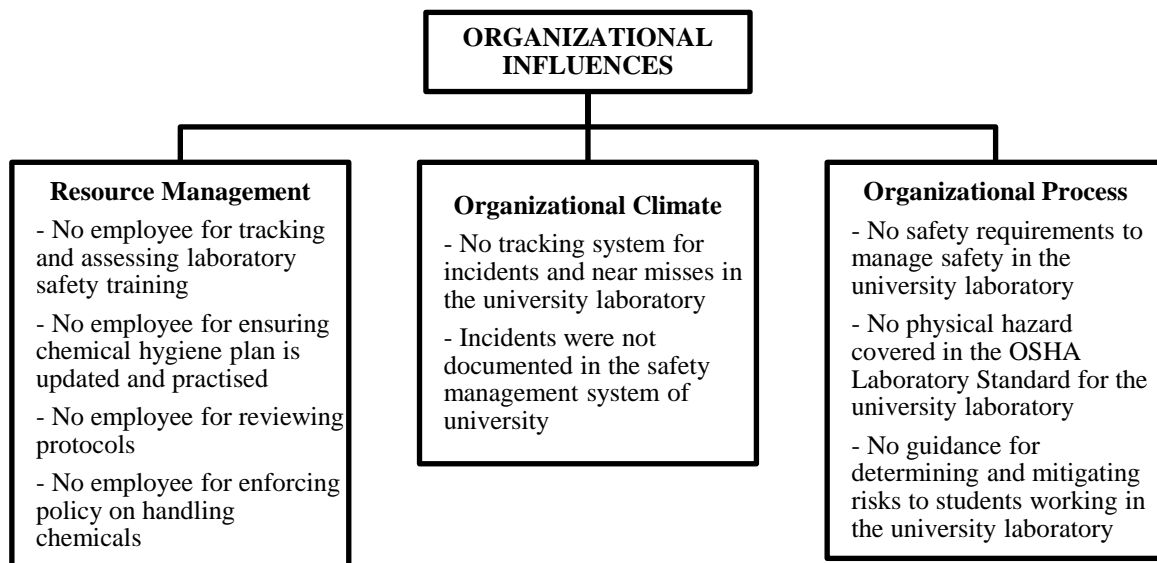 ORGANIZATIONAL
INFLUENCES
Resource Management
- No employee for tracking
and assessing laboratory
safety training
- No employee for ensuring
chemical hygiene plan is
updated and practised
- No employee for reviewing
protocols
- No employee for enforcing
policy on handling
chemicals
Organizational Climate
- No tracking system for
incidents and near misses in
the university laboratory
- Incidents were not
documented in the safety
management system of
university
Organizational Process
- No safety requirements to
manage safety in the
university laboratory
- No physical hazard
covered in the OSHA
Laboratory Standard for the
university laboratory
- No guidance for
determining and mitigating
risks to students working in
the university laboratory